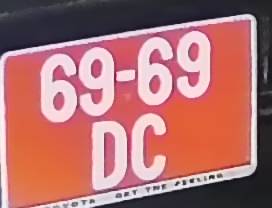 69-69
DC
TOYOTA GET THE FEELING